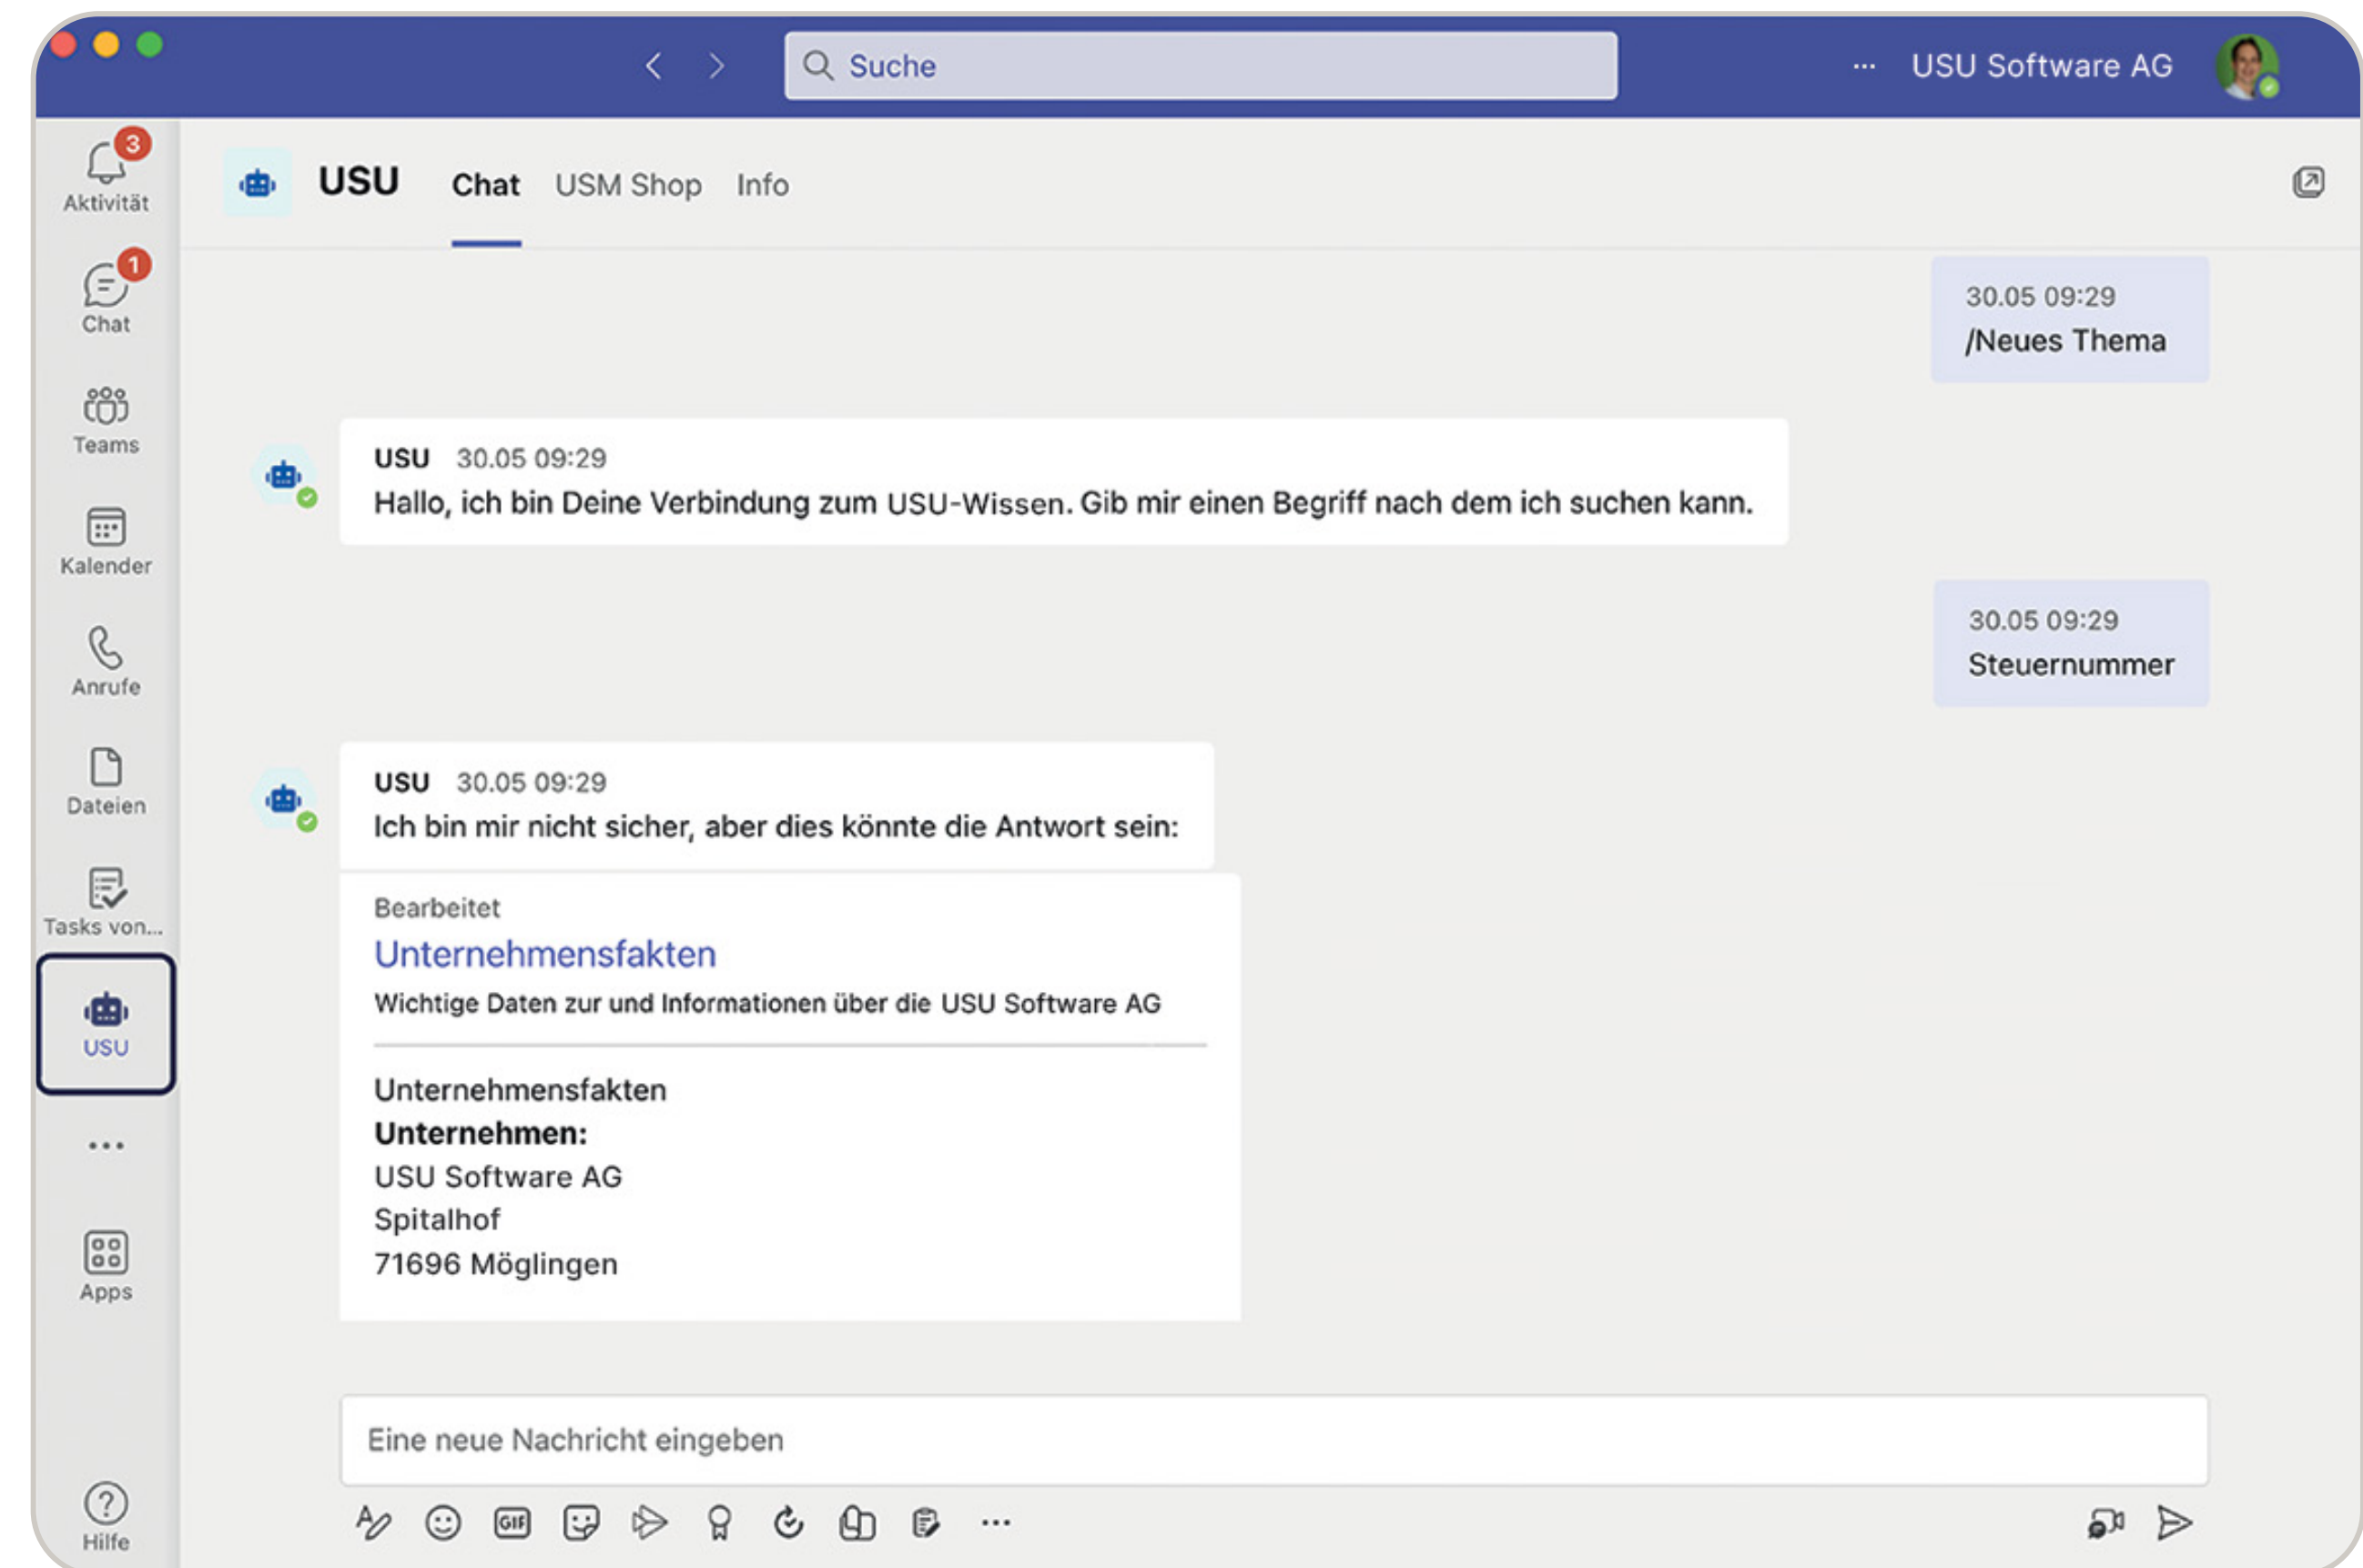 Suche
... USU Software AG
3
Aktivität
1
Chat
Teams
Kalender
Anrufe
Dateien
Tasks von...
USU
...
Apps
Hilfe
USU Chat USM Shop Info
30.05 09:29
/Neues Thema
USU 30.05 09:29
Hallo, ich bin Deine Verbindung zum USU-Wissen. Gib mir einen Begriff nach dem ich suchen kann.
30.05 09:29
Steuernummer
USU 30.05 09:29
Ich bin mir nicht sicher, aber dies könnte die Antwort sein:
Bearbeitet
Unternehmensfakten
Wichtige Daten zur und Informationen über die USU Software AG
Unternehmensfakten
Unternehmen:
USU Software AG
Spitalhof
71696 Möglingen
Eine neue Nachricht eingeben
GIF